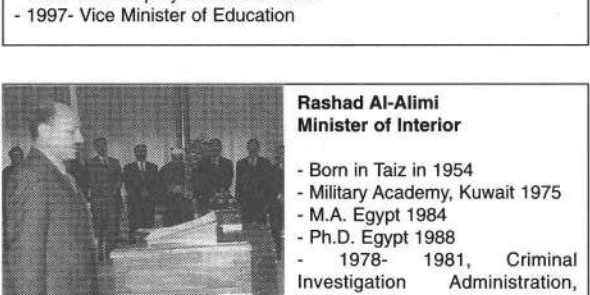 - 1997- Vice Minister of Education
Rashad Al-Alimi
Minister of Interior
- Born in Taiz in 1954
- Military Academy, Kuwait 1975
- M.A. Egypt 1984
- Ph.D. Egypt 1988
- 1978- 1981, Criminal
Investigation Administration,